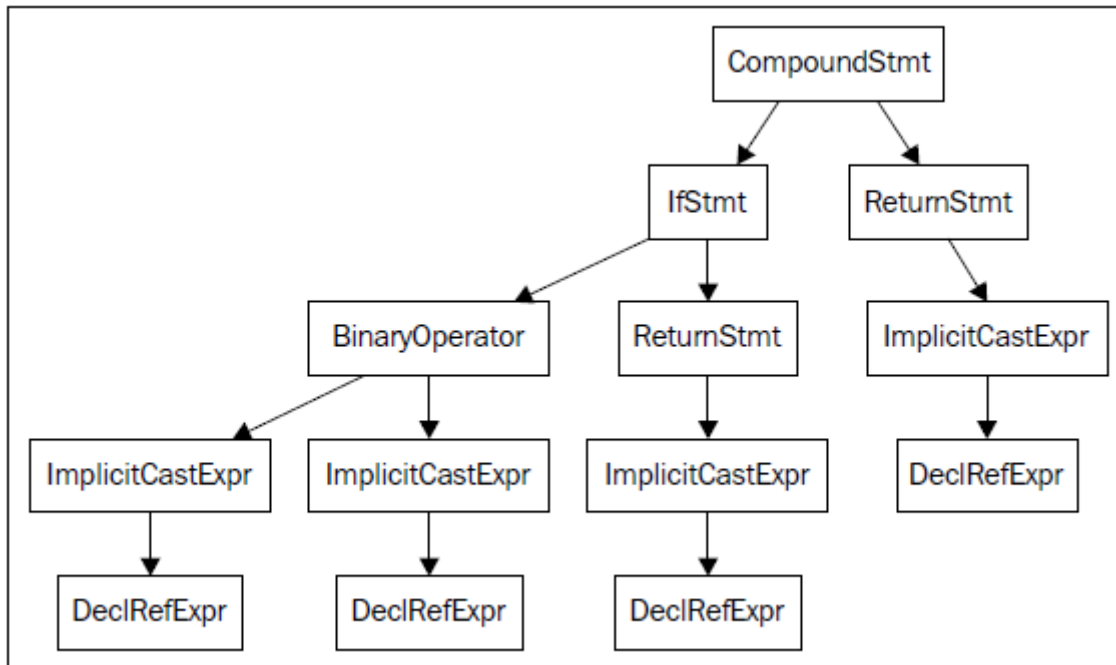 CompoundStmt
IfStmt
ReturnStmt
BinaryOperator
ReturnStmt
ImplicitCastExpr
ImplicitCastExpr
ImplicitCastExpr
ImplicitCastExpr
DeclRefExpr
DeclRefExpr
DeclRefExpr
DeclRefExpr